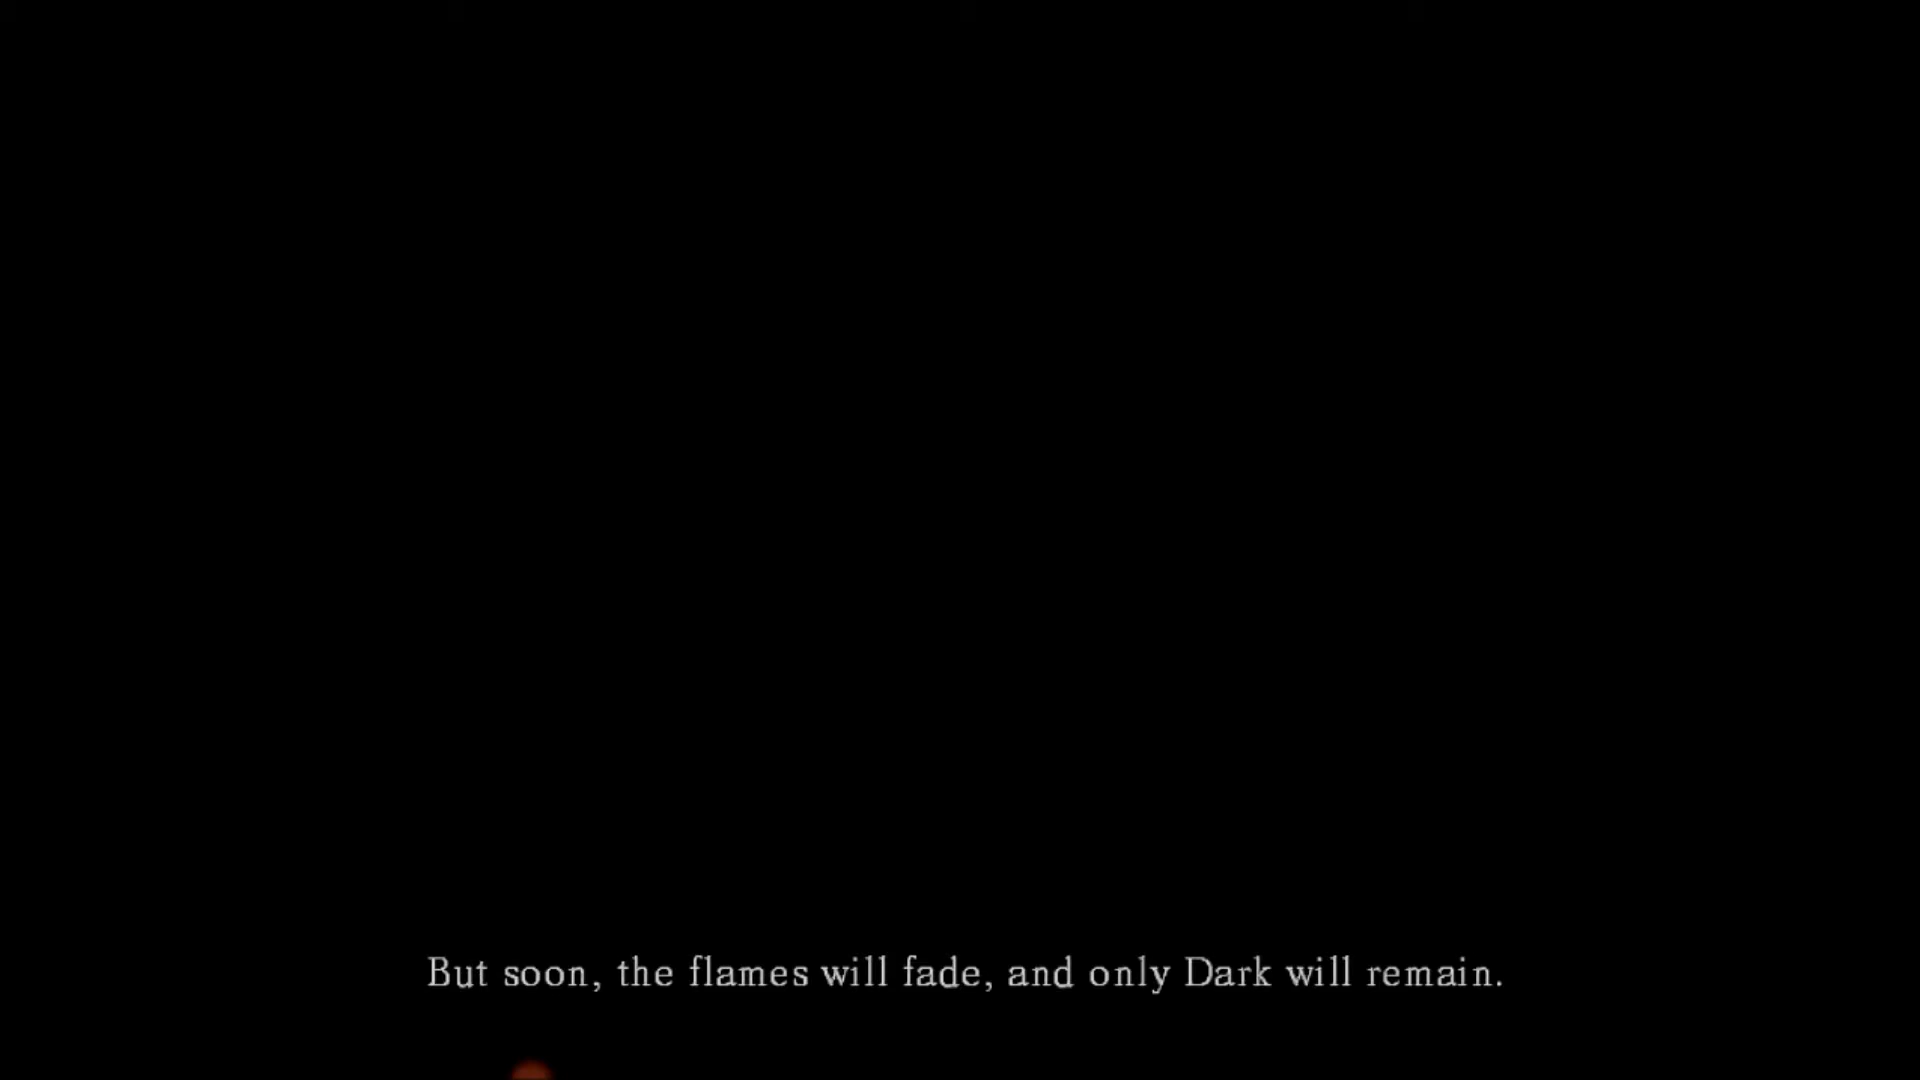 But soon, the flames will fade, and only Dark will remain.